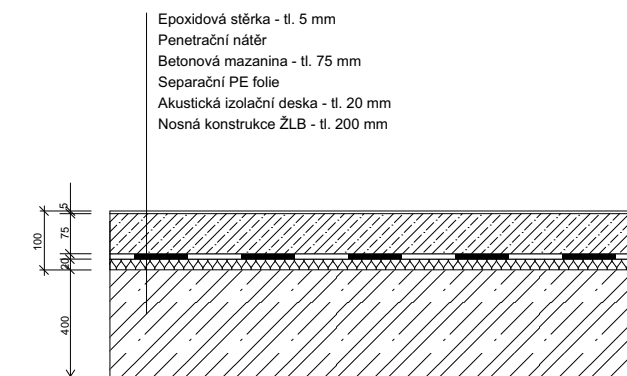 Epoxidová stěrka - tl. 5 mm
Penetrační nátěr
Betonová mazanina - tl. 75 mm
Separační PE folie
Akustická izolační deska - tl. 20 mm
Nosná konstrukce ŽLB - tl. 200 mm
5
75
100
20
400